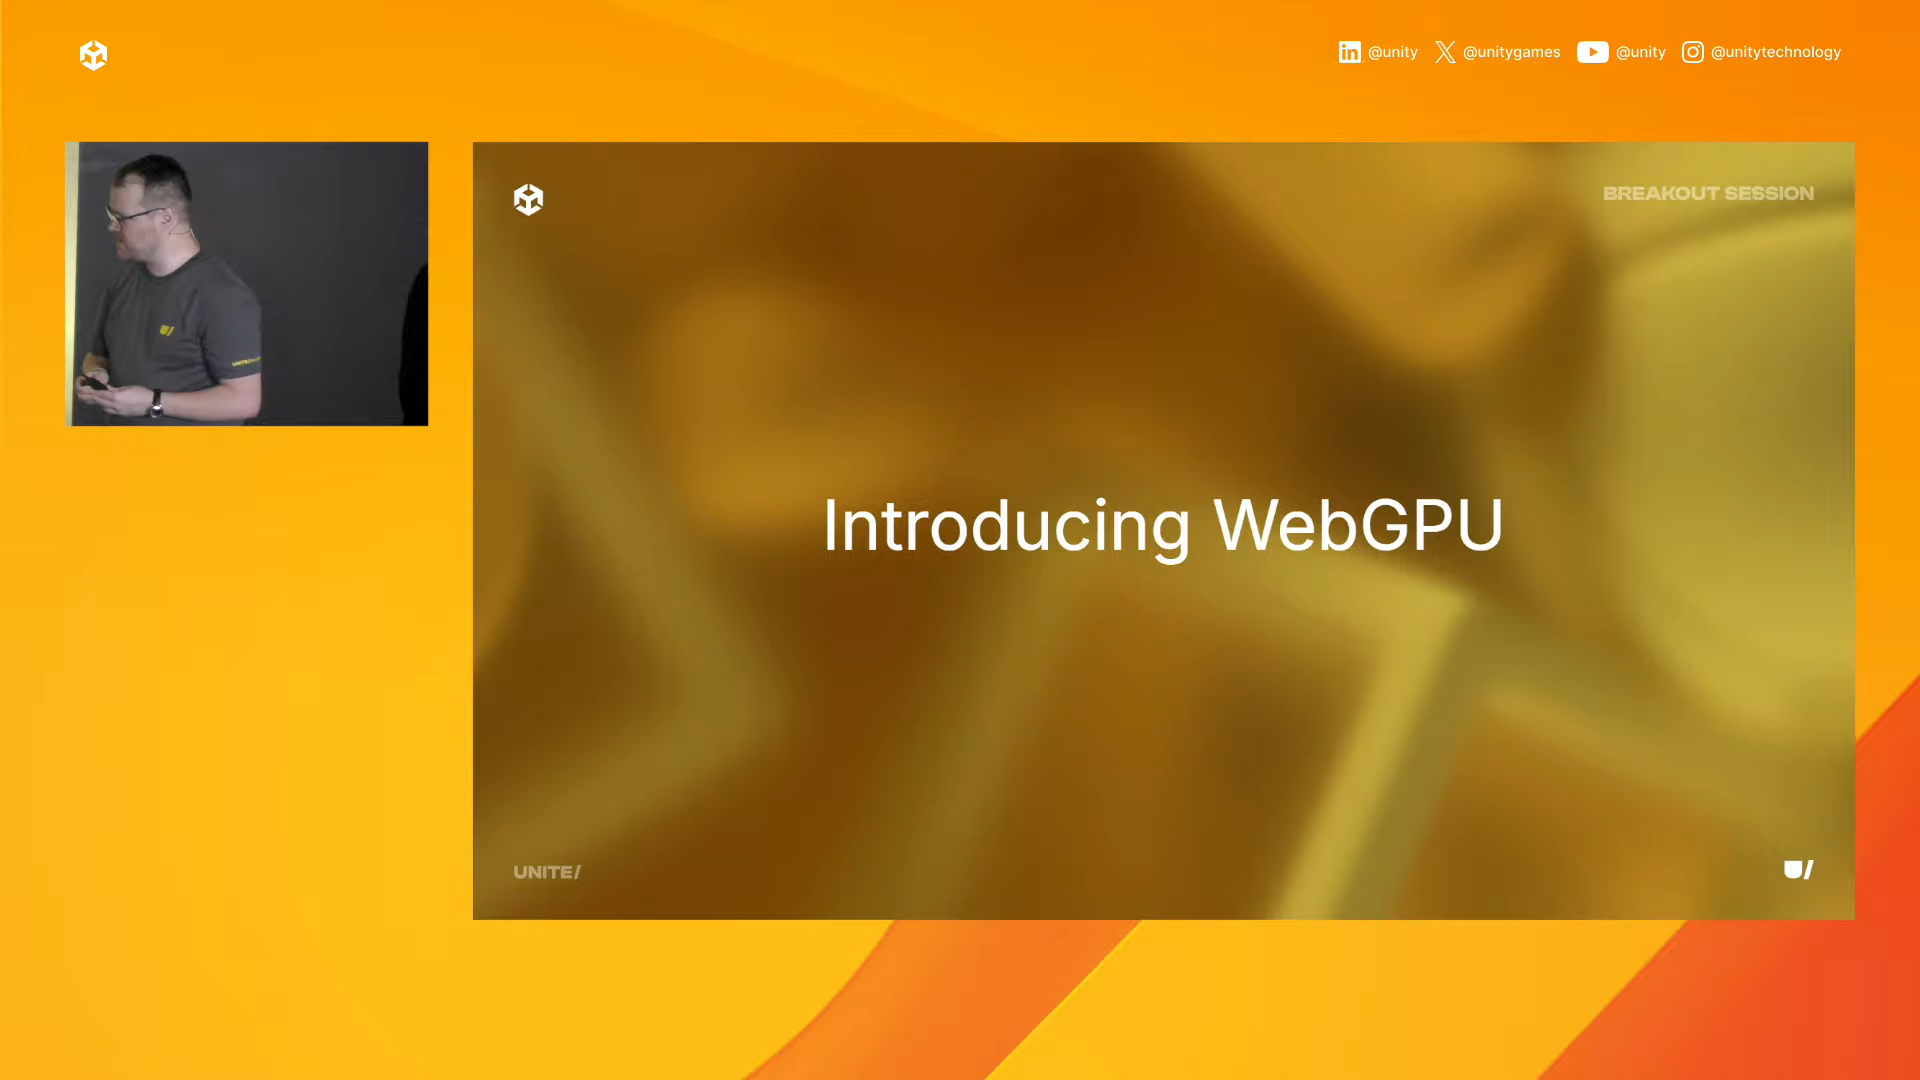 @unity
@unitygames
@unity
@unitytechnology
BREAKOUT SESSION
Introducing WebGPU
UNITE/
U/